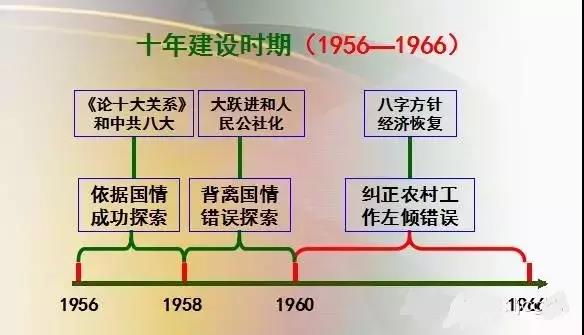 十年建设时期（1956—1966）
《论十大关系》
和中共八大
大跃进和人
民公社化
八字方针
经济恢复
依据国情
成功探索
背离国情
错误探索
纠正农村工
作左倾错误
1956
1958
1960
1966